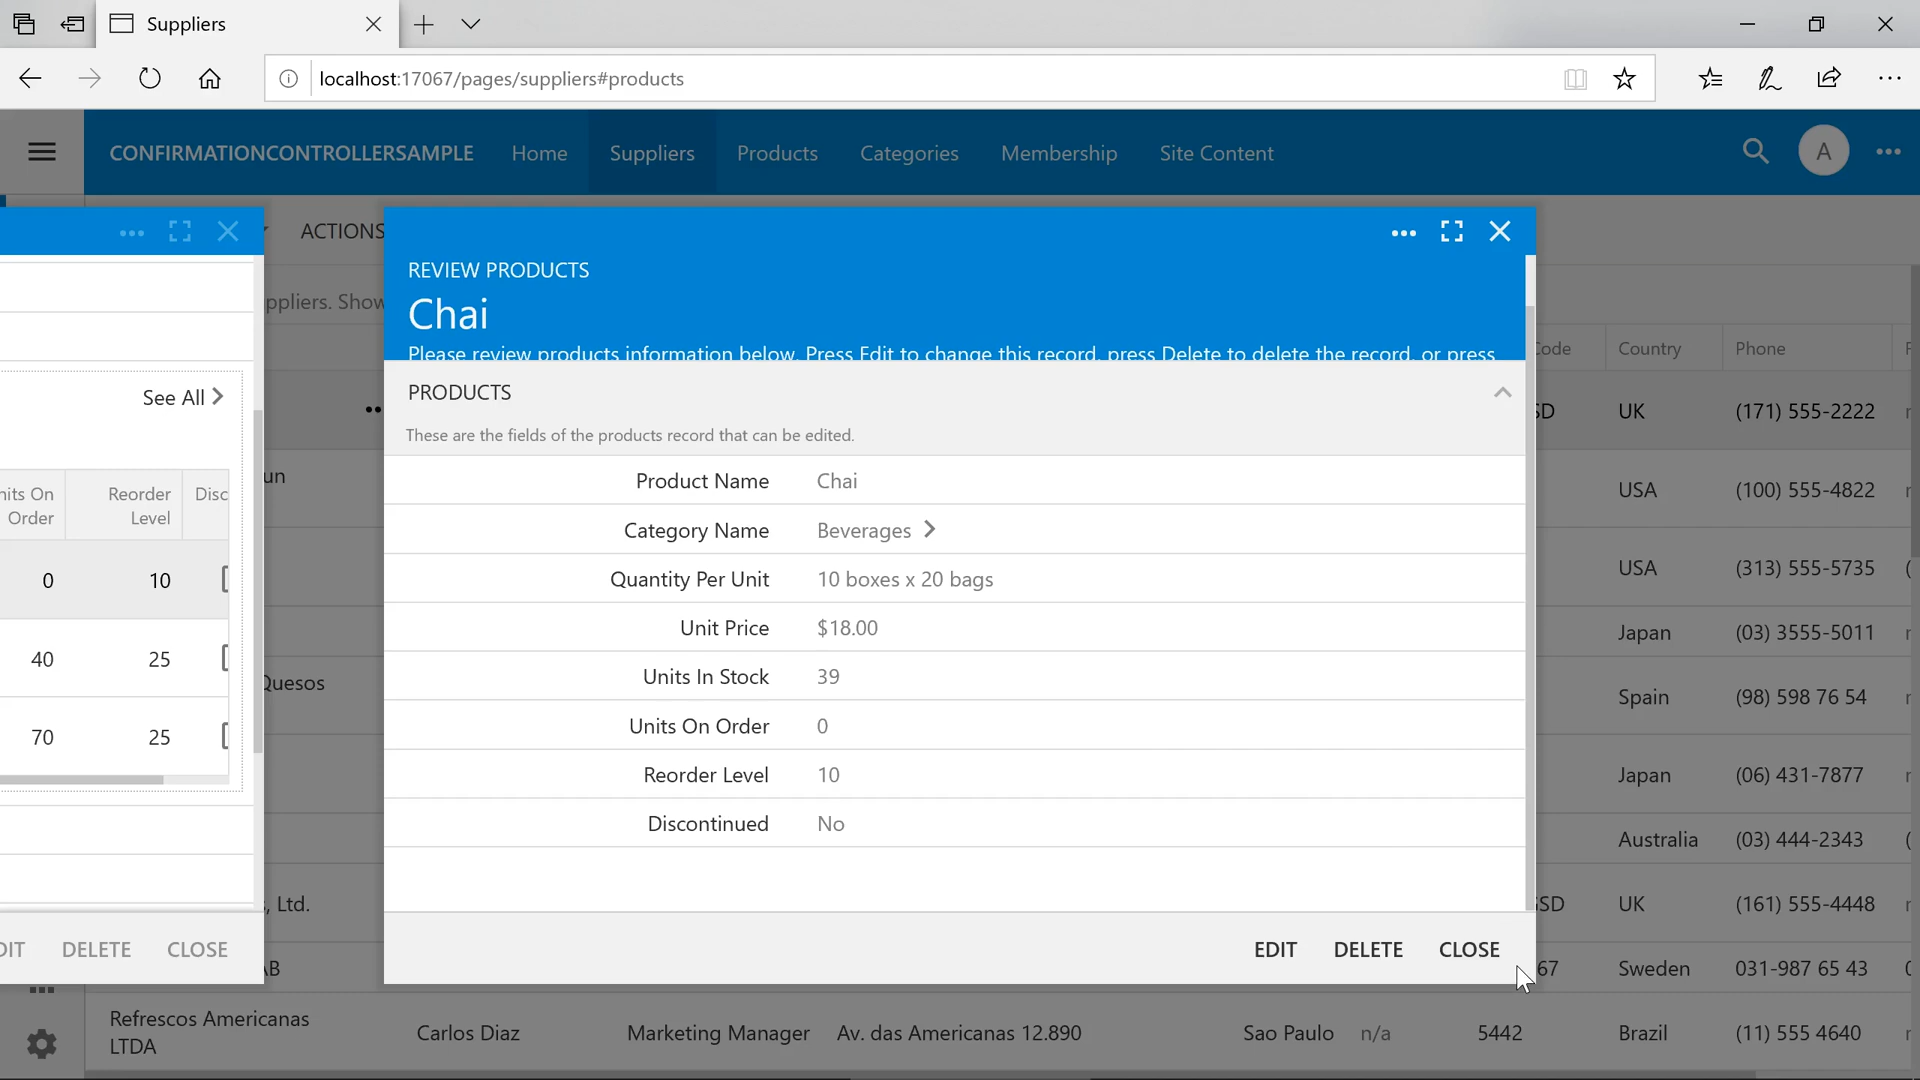 Suppliers
localhost:17067/pages/suppliers#products
CONFIRMATIONCONTROLLERSAMPLE Home Suppliers Products Categories Membership Site Content A
ACTIONS
ppliers. Show
See All
nits On Order Reorder Level Disc
0 10
40 25
70 25
DIT DELETE CLOSE
un
Quesos
, Ltd.
AB
REVIEW PRODUCTS
Chai
Please review products information below. Press Edit to change this record, press Delete to delete the record, or press
PRODUCTS
These are the fields of the products record that can be edited.
Product Name Chai
Category Name Beverages
Quantity Per Unit 10 boxes x 20 bags
Unit Price $18.00
Units In Stock 39
Units On Order 0
Reorder Level 10
Discontinued No
EDIT DELETE CLOSE
Code Country Phone
SD UK (171) 555-2222
USA (100) 555-4822
USA (313) 555-5735
Japan (03) 3555-5011
Spain (98) 598 76 54
Japan (06) 431-7877
Australia (03) 444-2343
SD UK (161) 555-4448
67 Sweden 031-987 65 43
Refrescos Americanas LTDA Carlos Diaz Marketing Manager Av. das Americanas 12.890 Sao Paulo n/a 5442 Brazil (11) 555 4640